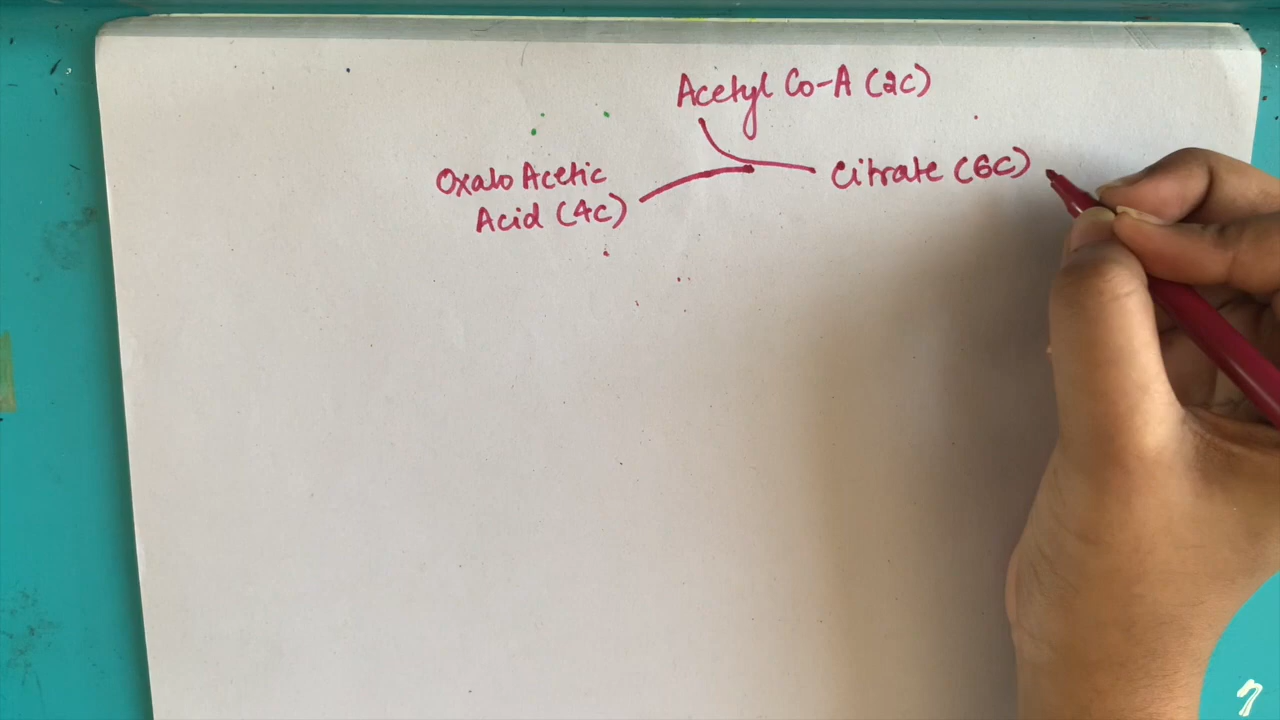 Acetyl Co-A (2C)
Oxalo Acetic
Acid (4C)
Citrate (6C)